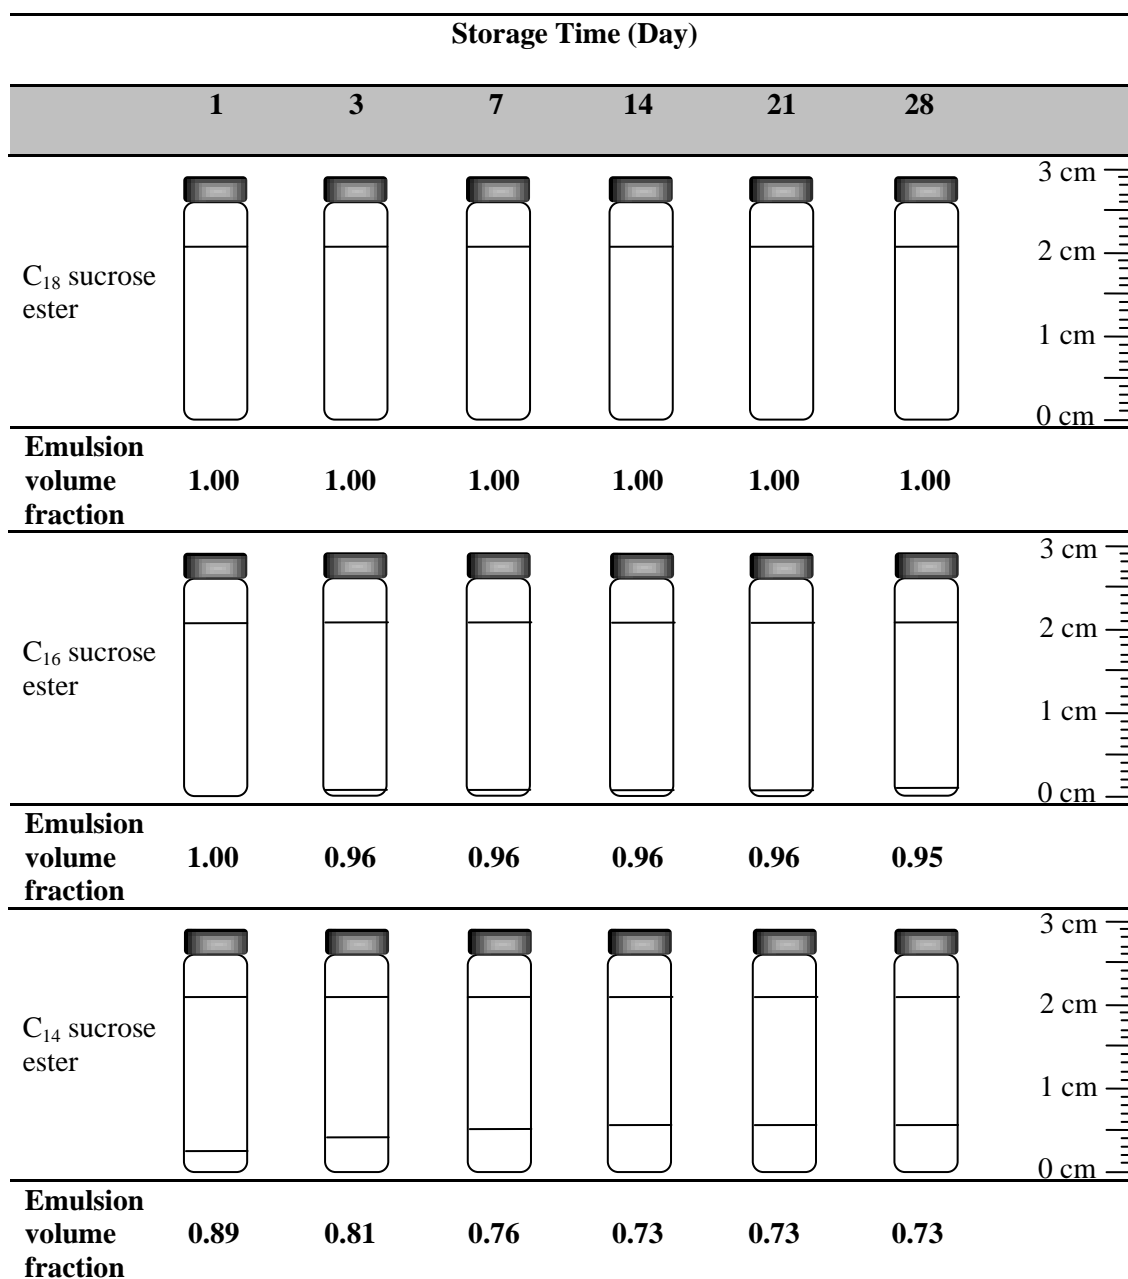 Storage Time (Day)
1 3 7 14 21 28
3 cm
2 cm
C₁₈ sucrose
ester
1 cm
0 cm
Emulsion
volume 1.00 1.00 1.00 1.00 1.00 1.00
fraction
3 cm
2 cm
C₁₆ sucrose
ester
1 cm
0 cm
Emulsion
volume 1.00 0.96 0.96 0.96 0.96 0.95
fraction
3 cm
2 cm
C₁₄ sucrose
ester
1 cm
0 cm
Emulsion
volume 0.89 0.81 0.76 0.73 0.73 0.73
fraction